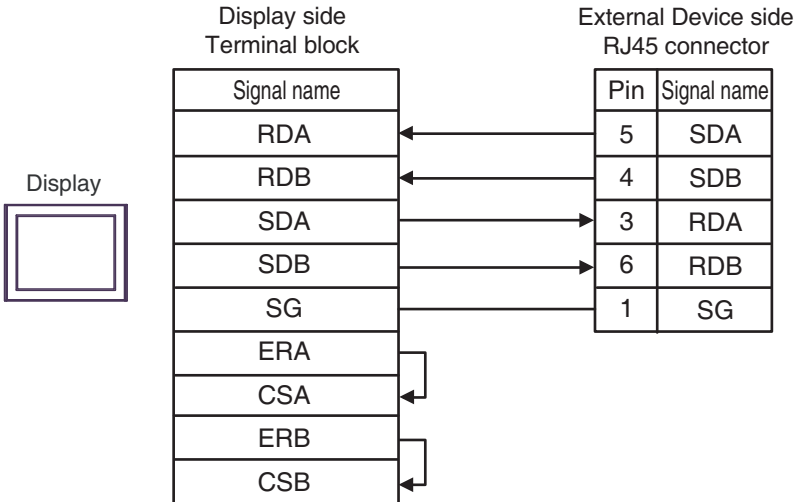 Display side
Terminal block
External Device side
RJ45 connector
Signal name
Pin Signal name
RDA 5 SDA
RDB 4 SDB
Display
SDA 3 RDA
SDB 6 RDB
SG 1 SG
ERA
CSA
ERB
CSB